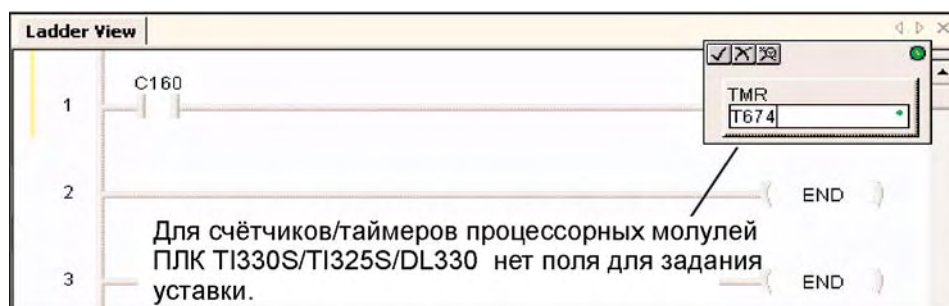 Ladder View
C160
1
TMR
T674
2
END
Для счётчиков/таймеров процессорных молулей
ПЛК TI330S/TI325S/DL330 нет поля для задания
уставки.
3
END